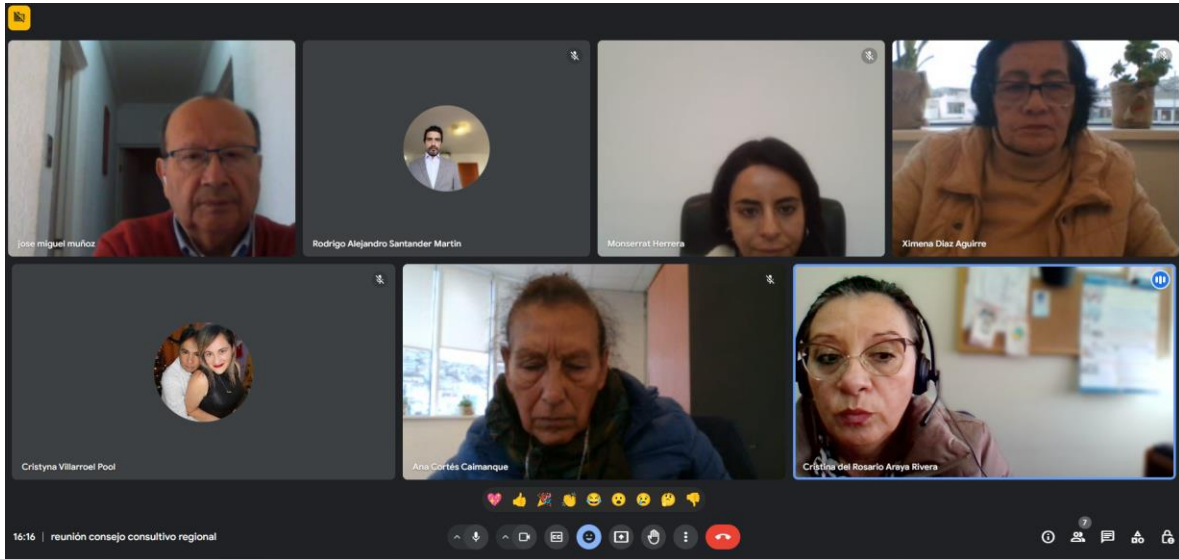 jose miguel muñoz
Rodrigo Alejandro Santander Martin
Monserrat Herrera
Ximena Diaz Aguirre
Cristyna Villarroel Pool
Ana Cortés Caimanque
Cristina del Rosario Araya Rivera
16:16 | reunión consejo consultivo regional
CC
7